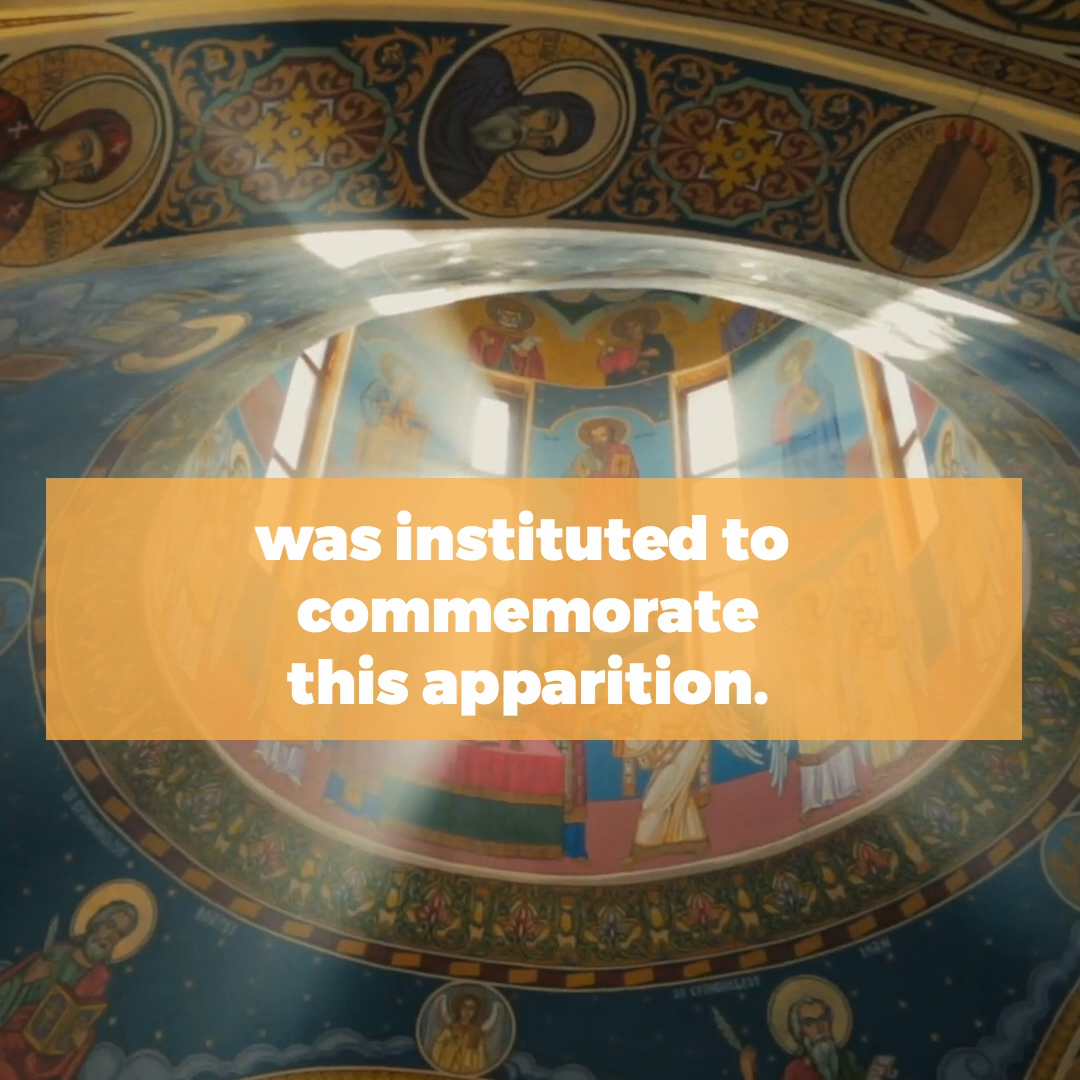 was instituted to
commemorate
this apparition.